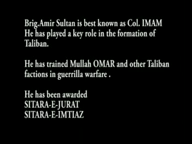 Brig.Amir Sultan is best known as Col. IMAM
He has played a key role in the formation of
Taliban.
He has trained Mullah OMAR and other Taliban
factions in guerrilla warfare .
He has been awarded
SITARA-E-JURAT
SITARA-E-IMTIAZ